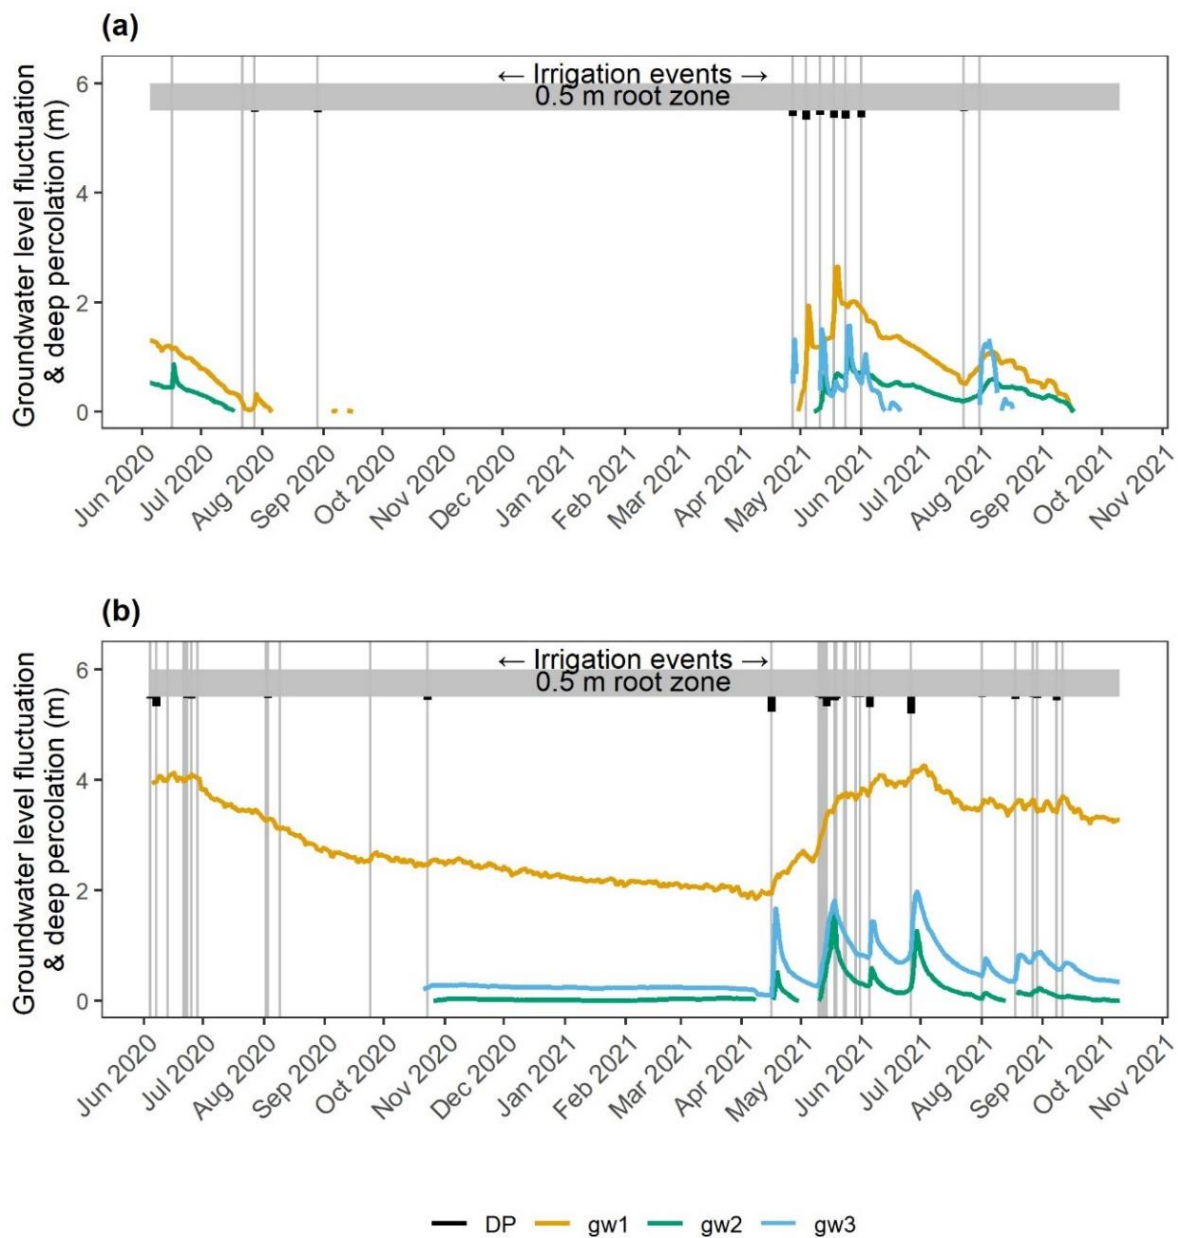 (a)
Groundwater level fluctuation
& deep percolation (m)
6
4
2
0
← Irrigation events →
0.5 m root zone
Jun 2020
Jul 2020
Aug 2020
Sep 2020
Oct 2020
Nov 2020
Dec 2020
Jan 2021
Feb 2021
Mar 2021
Apr 2021
May 2021
Jun 2021
Jul 2021
Aug 2021
Sep 2021
Oct 2021
Nov 2021
(b)
Groundwater level fluctuation
& deep percolation (m)
6
4
2
0
← Irrigation events →
0.5 m root zone
Jun 2020
Jul 2020
Aug 2020
Sep 2020
Oct 2020
Nov 2020
Dec 2020
Jan 2021
Feb 2021
Mar 2021
Apr 2021
May 2021
Jun 2021
Jul 2021
Aug 2021
Sep 2021
Oct 2021
Nov 2021
DP gw1 gw2 gw3